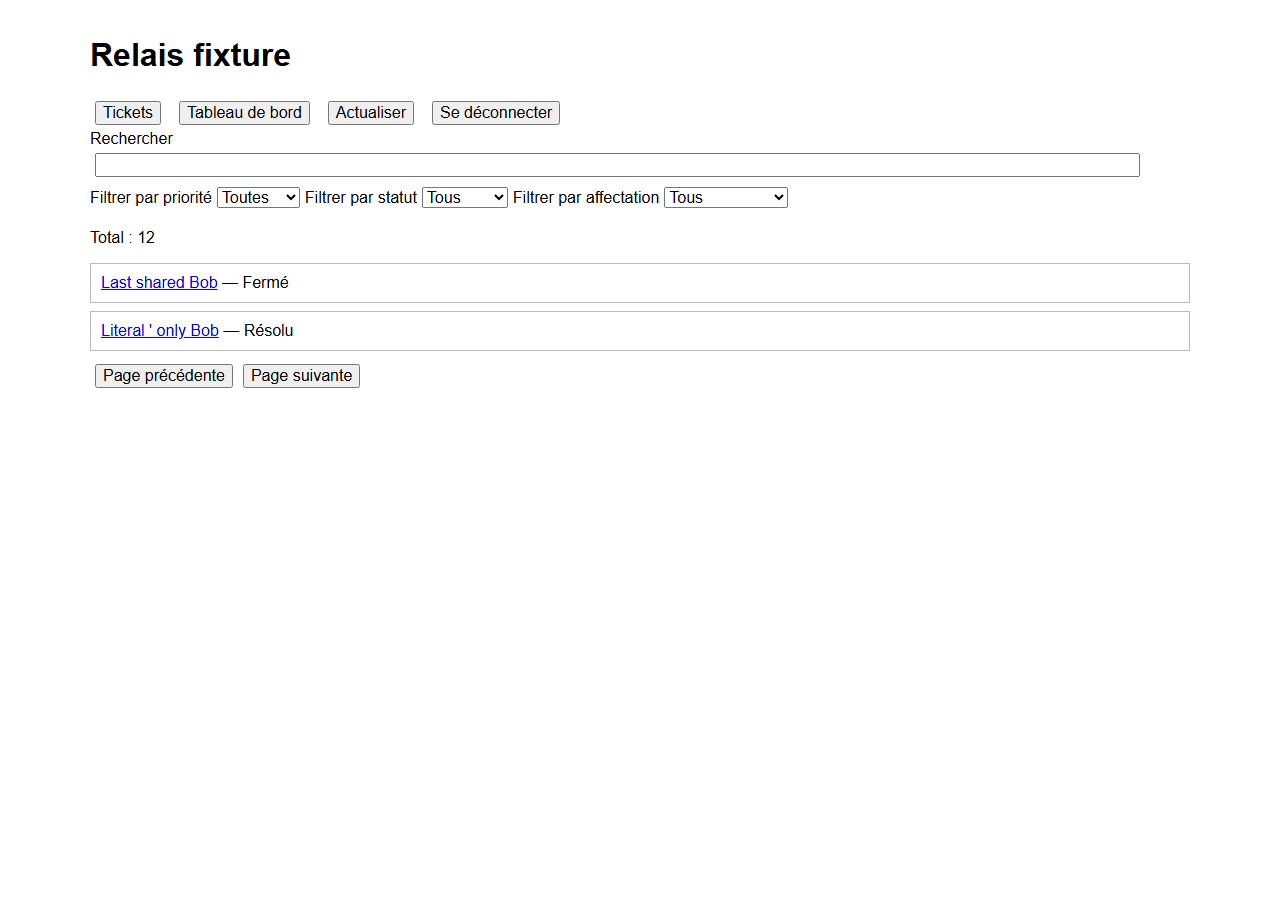 Relais fixture
Tickets Tableau de bord Actualiser Se déconnecter
Rechercher
Filtrer par priorité Toutes Filtrer par statut Tous Filtrer par affectation Tous
Total : 12
Last shared Bob — Fermé
Literal ' only Bob — Résolu
Page précédente Page suivante